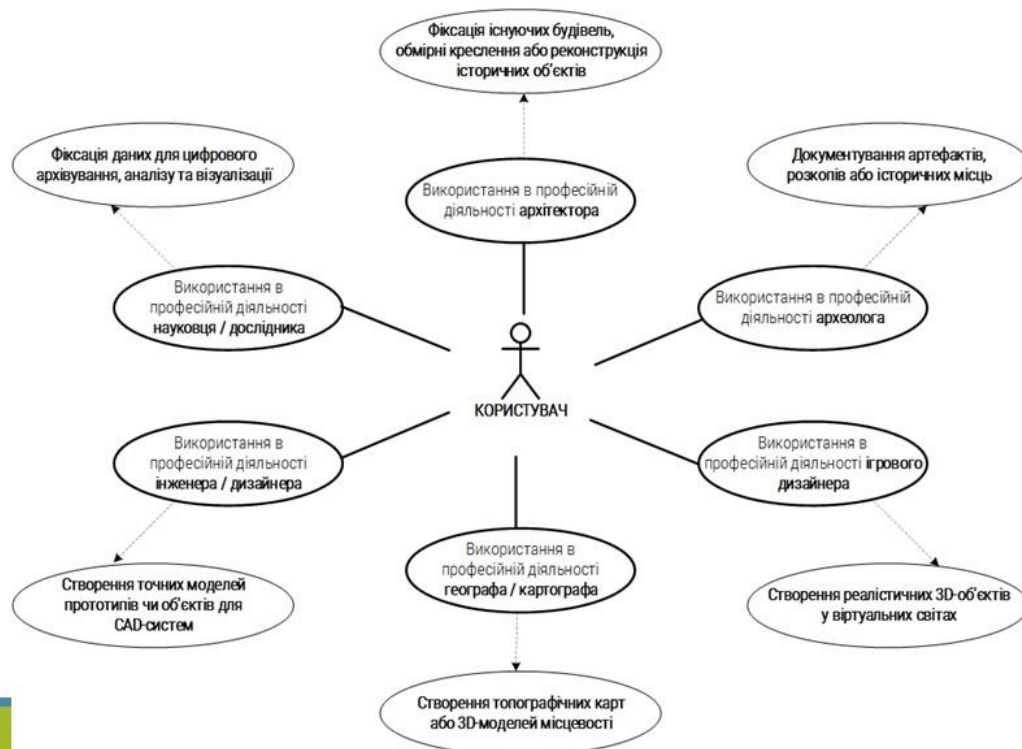 Фіксація існуючих будівель,
обмірні креслення або реконструкція
історичних об'єктів
Фіксація даних для цифрового
архівування, аналізу та візуалізації
Документування артефактів,
розкопів або історичних місць
Використання в професійній
діяльності архітектора
Використання в
професійній діяльності
науковця / дослідника
Використання в професійній
діяльності археолога
КОРИСТУВАЧ
Використання в
професійній діяльності
інженера / дизайнера
Використання в
професійній діяльності ігрового
дизайнера
Використання в
професійній діяльності
географа / картографа
Створення точних моделей
прототипів чи об'єктів для
CAD-систем
Створення реалістичних 3D-об'єктів
у віртуальних світах
Створення топографічних карт
або 3D-моделей місцевості